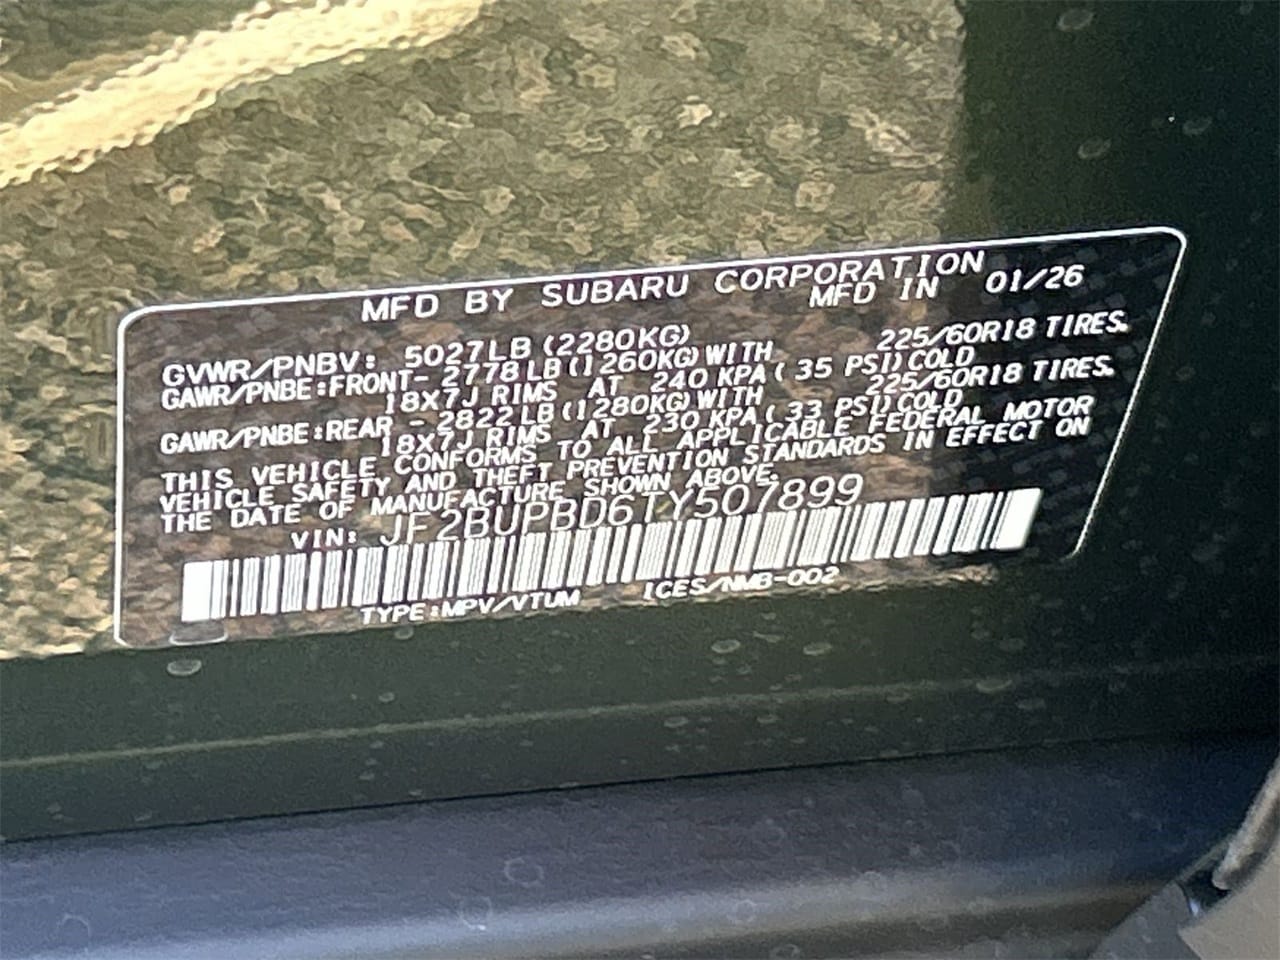 MFD BY SUBARU CORPORATION
MFD IN 01/26
GVWR/PNBV: 5027LB (2280KG)
GAWR/PNBE:FRONT- 2778LB(1260KG)WITH 225/60R18 TIRES.
18X7J RIMS AT 240 KPA( 35 PSI)COLD
GAWR/PNBE:REAR - 2822LB(1280KG)WITH 225/60R18 TIRES.
18X7J RIMS AT 230 KPA( 33 PSI)COLD
THIS VEHICLE CONFORMS TO ALL APPLICABLE FEDERAL MOTOR
VEHICLE SAFETY AND THEFT PREVENTION STANDARDS IN EFFECT ON
THE DATE OF MANUFACTURE SHOWN ABOVE.
VIN: JF2BUPBD6TY507899
TYPE:MPV/VTUM ICES/NMB-002